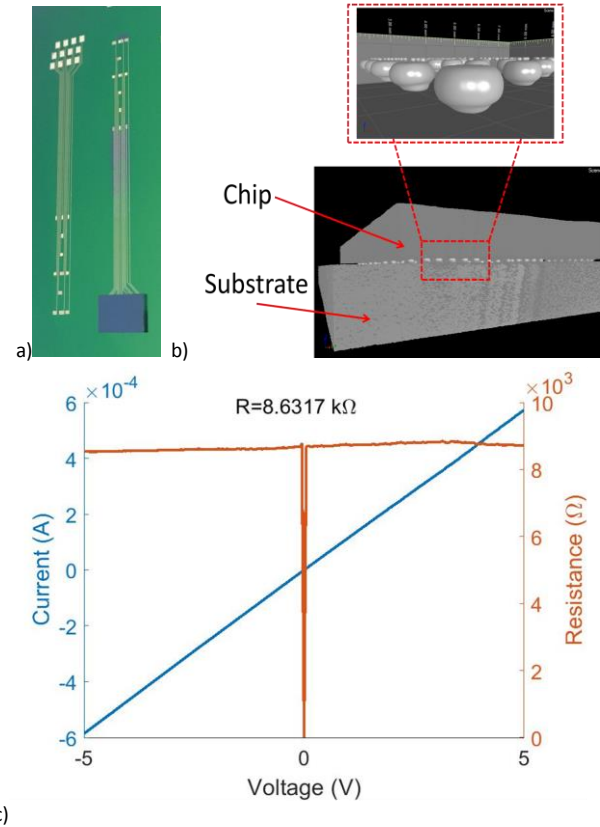 Chip
Substrate
a)
b)
×10⁻⁴
×10³
R=8.6317 kΩ
6
4
2
0
-2
-4
-6
Current (A)
10
8
6
4
2
0
Resistance (Ω)
-5
0
5
Voltage (V)
c)